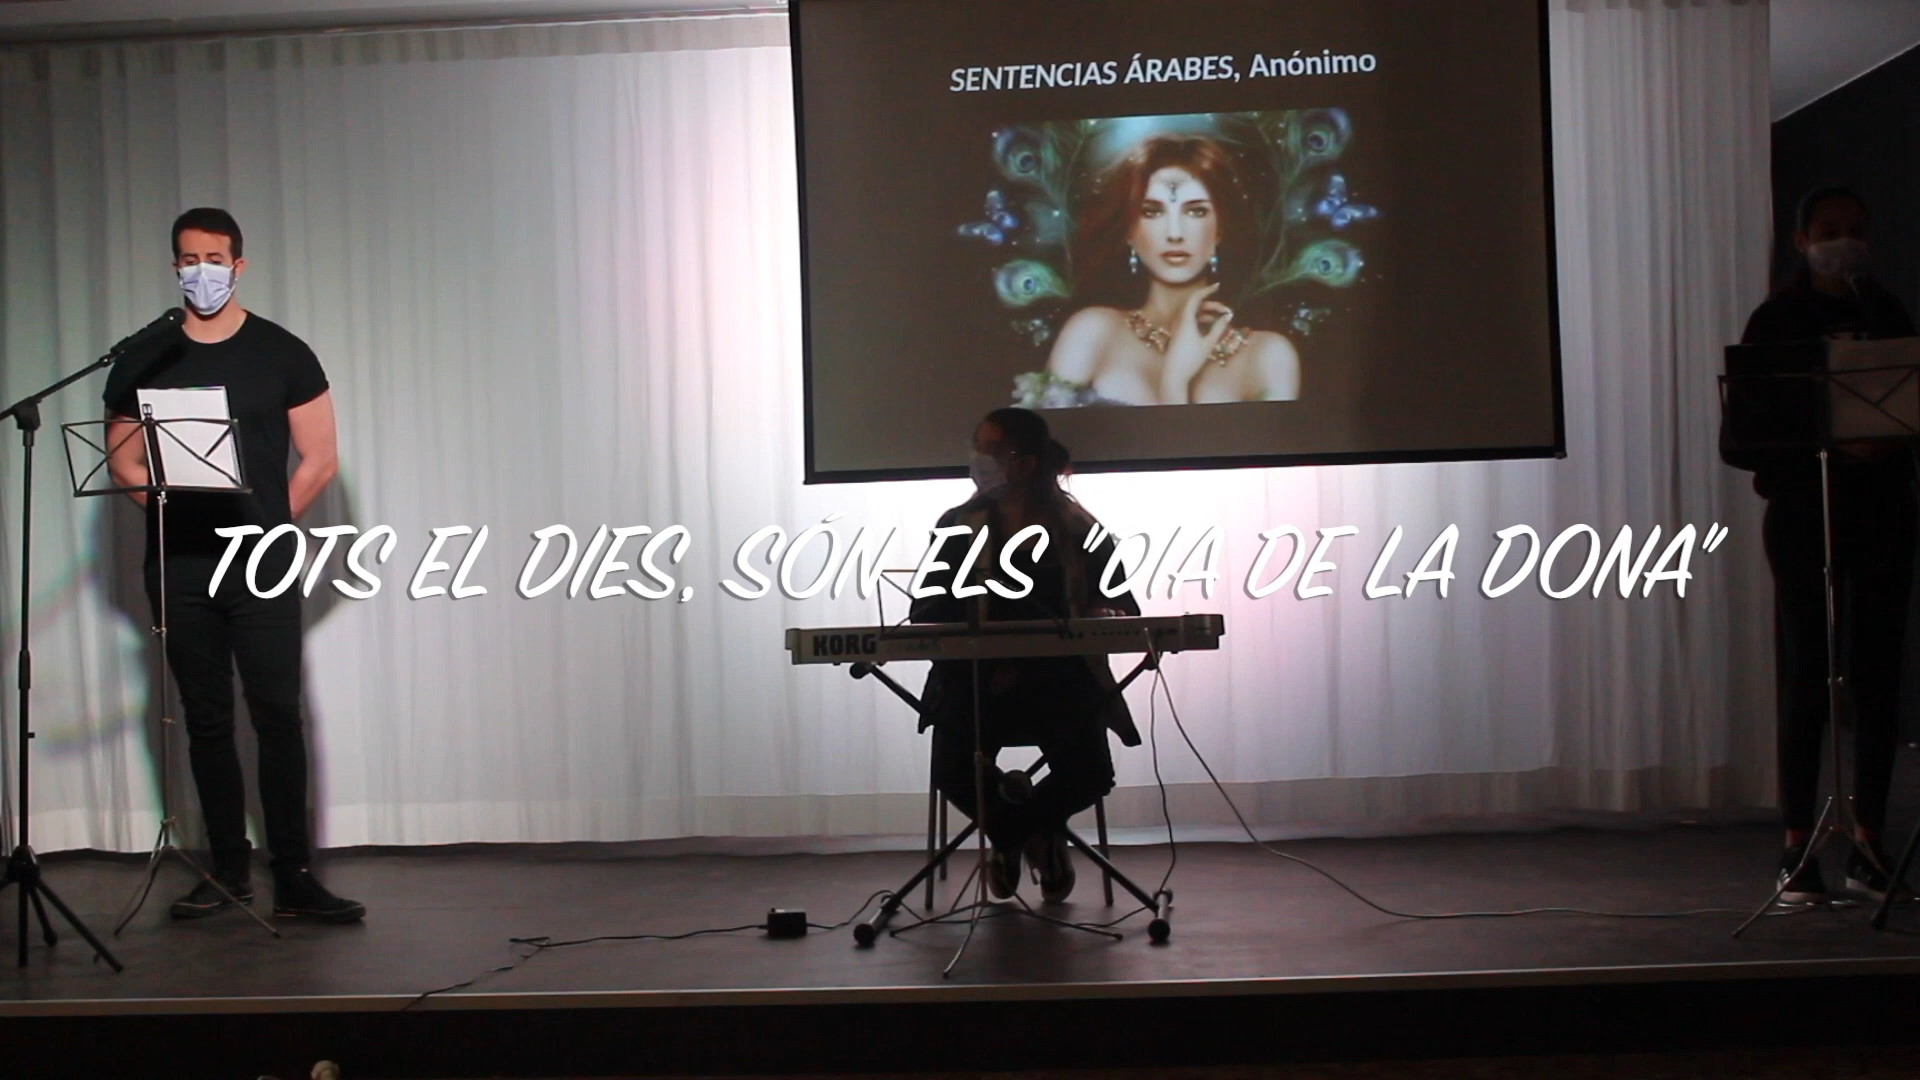 SENTENCIAS ÁRABES, Anónimo
TOTS EL DIES, SÓN ELS "DIA DE LA DONA"
KORG